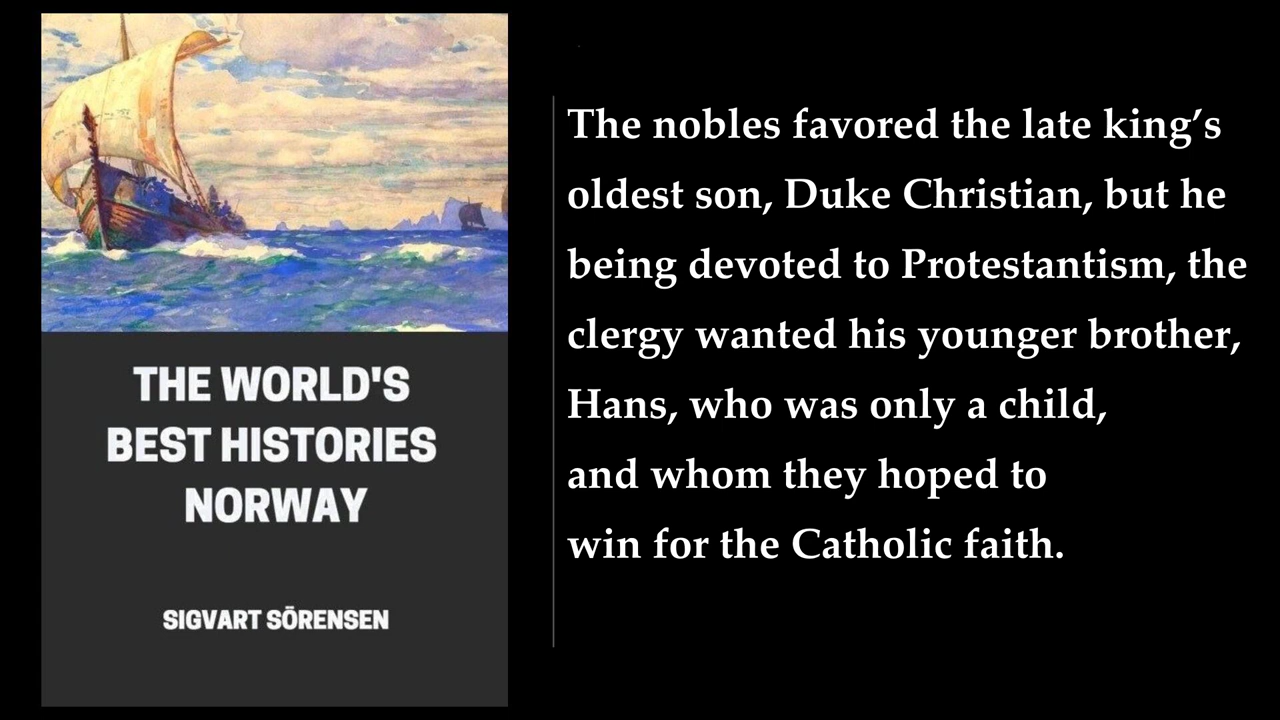 THE WORLD'S
BEST HISTORIES
NORWAY
SIGVART SÖRENSEN
The nobles favored the late king’s
oldest son, Duke Christian, but he
being devoted to Protestantism, the
clergy wanted his younger brother,
Hans, who was only a child,
and whom they hoped to
win for the Catholic faith.